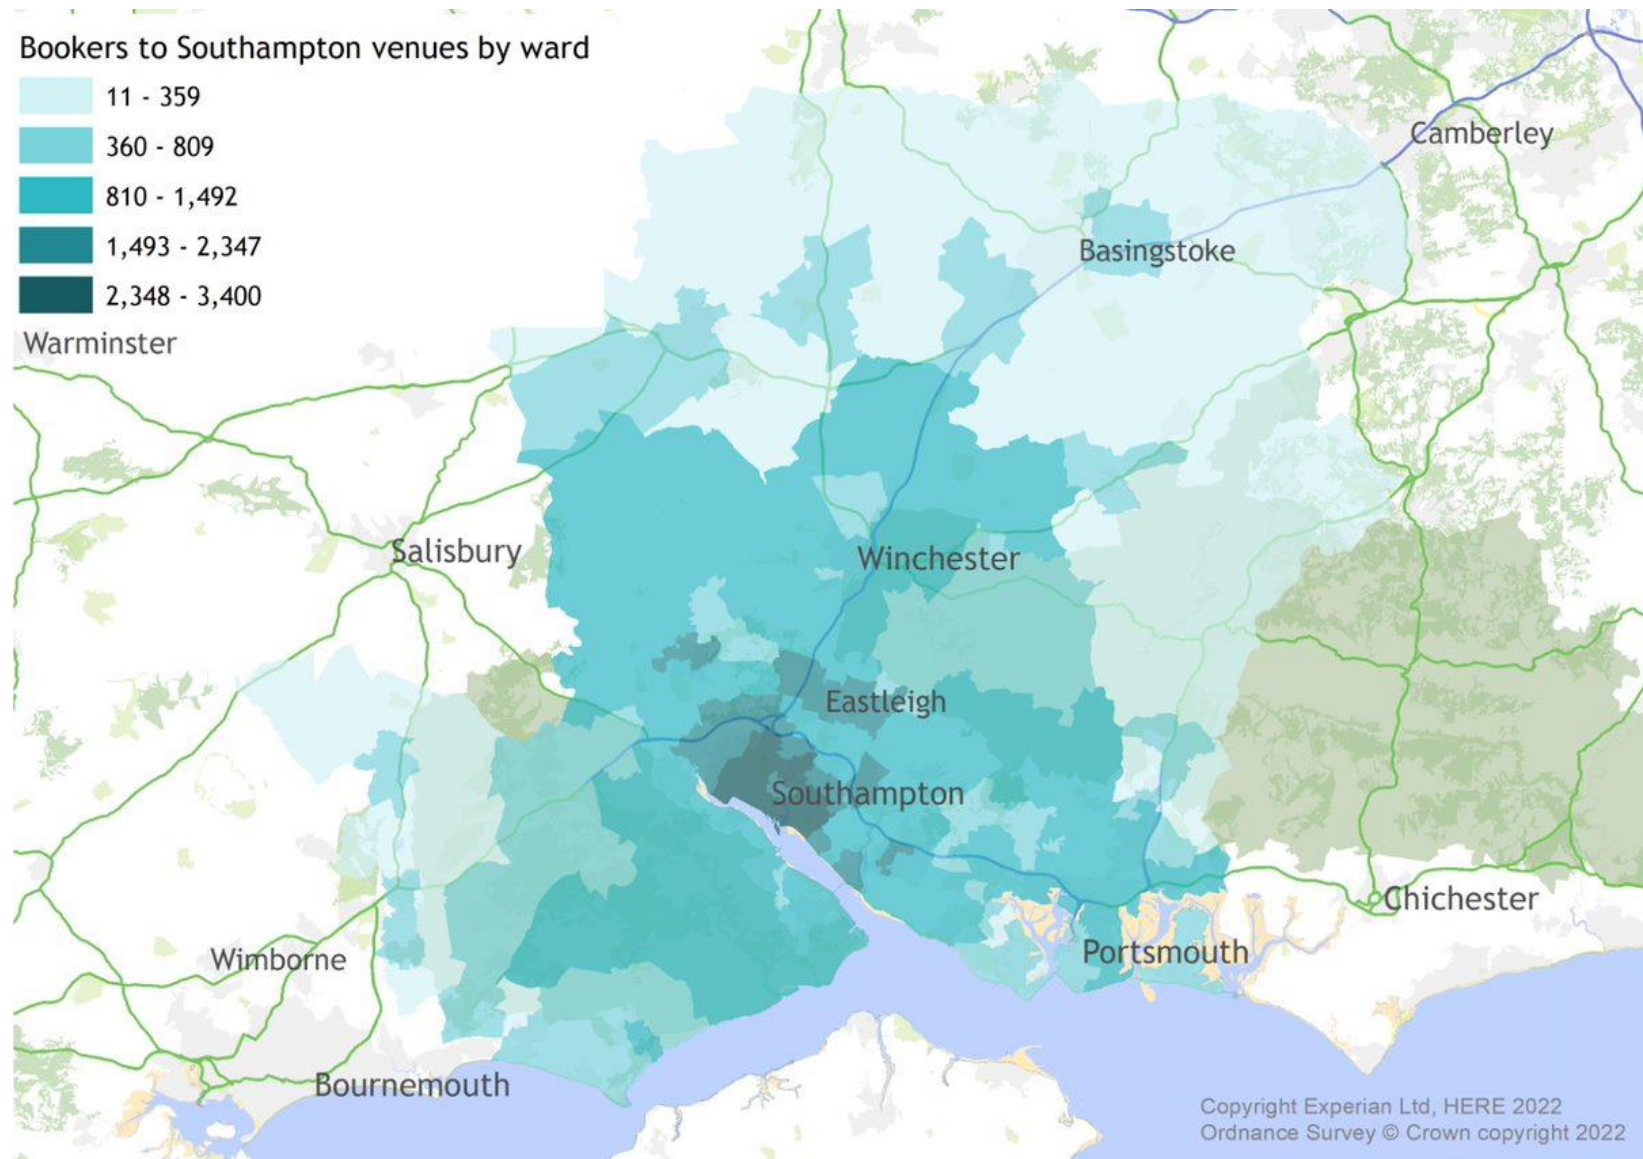 Bookers to Southampton venues by ward
11 - 359
360 - 809
810 - 1,492
1,493 - 2,347
2,348 - 3,400
Warminster
Camberley
Basingstoke
Salisbury
Winchester
Eastleigh
Southampton
Chichester
Portsmouth
Wimborne
Bournemouth
Copyright Experian Ltd, HERE 2022
Ordnance Survey © Crown copyright 2022